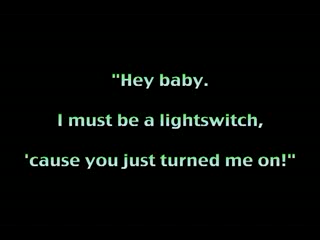 "Hey baby.
I must be a lightswitch,
'cause you just turned me on!"